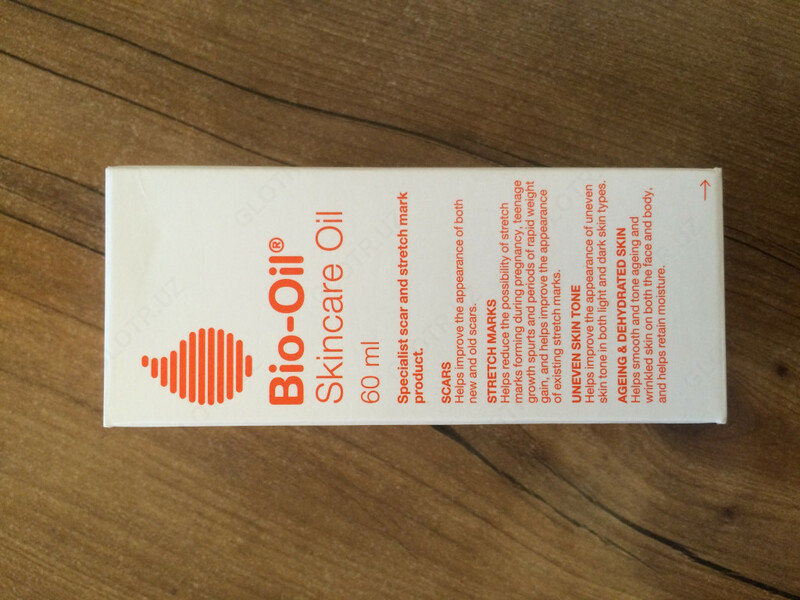 Bio-Oil®
Skincare Oil
60 ml
Specialist scar and stretch mark
product.
SCARS
Helps improve the appearance of both
new and old scars.
STRETCH MARKS
Helps reduce the possibility of stretch
marks forming during pregnancy, teenage
growth spurts and periods of rapid weight
gain, and helps improve the appearance
of existing stretch marks.
UNEVEN SKIN TONE
Helps improve the appearance of uneven
skin tone in both light and dark skin types.
AGEING & DEHYDRATED SKIN
Helps smooth and tone ageing and
wrinkled skin on both the face and body,
and helps retain moisture.
GLOTR.UZ